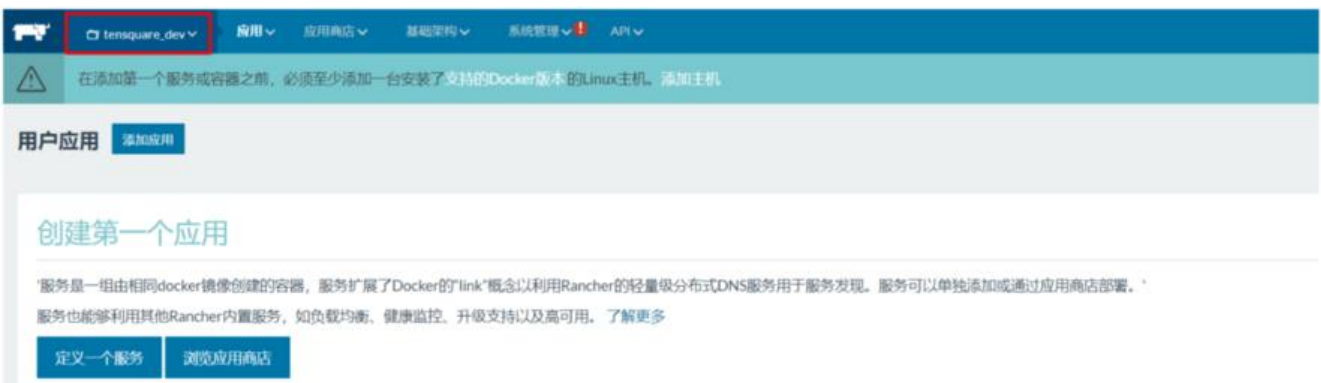 tensquare_dev 应用 应用商店 基础架构 系统管理 ! API
在添加第一个服务或容器之前，必须至少添加一台安装了支持的Docker版本的Linux主机。添加主机
用户应用 添加应用
创建第一个应用
'服务是一组由相同docker镜像创建的容器，服务扩展了Docker的"link"概念以利用Rancher的轻量级分布式DNS服务用于服务发现。服务可以单独添加或通过应用商店部署。'
服务也能够利用其他Rancher内置服务，如负载均衡、健康监控、升级支持以及高可用。 了解更多
定义一个服务 浏览应用商店